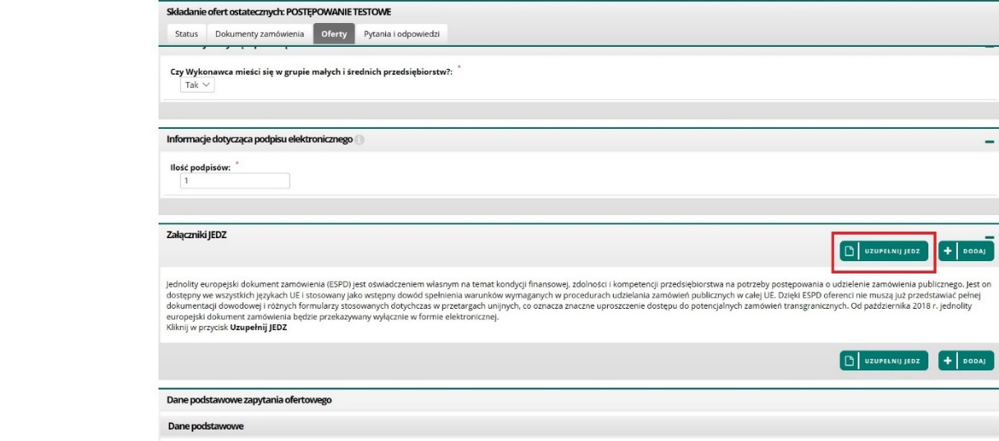 Składanie ofert ostatecznych: POSTĘPOWANIE TESTOWE
Status Dokumenty zamówienia Oferty Pytania i odpowiedzi
Czy Wykonawca mieści się w grupie małych i średnich przedsiębiorstw?: *
Tak
Informacje dotycząca podpisu elektronicznego
Ilość podpisów: *
1
Załączniki JEDZ
UZUPEŁNIJ JEDZ + DODAJ
Jednolity europejski dokument zamówienia (ESPD) jest oświadczeniem własnym na temat kondycji finansowej, zdolności i kompetencji przedsiębiorstwa na potrzeby postępowania o udzielenie zamówienia publicznego. Jest on
dostępny we wszystkich językach UE i stosowany jako wstępny dowód spełnienia warunków wymaganych w procedurach udzielania zamówień publicznych w całej UE. Dzięki ESPD oferenci nie muszą już przedstawiać pełnej
dokumentacji dowodowej i różnych formularzy stosowanych dotychczas w przetargach unijnych, co oznacza znaczne uproszczenie dostępu do potencjalnych zamówień transgranicznych. Od października 2018 r. jednolity
europejski dokument zamówienia będzie przekazywany wyłącznie w formie elektronicznej.
Kliknij w przycisk Uzupełnij JEDZ
UZUPEŁNIJ JEDZ + DODAJ
Dane podstawowe zapytania ofertowego
Dane podstawowe